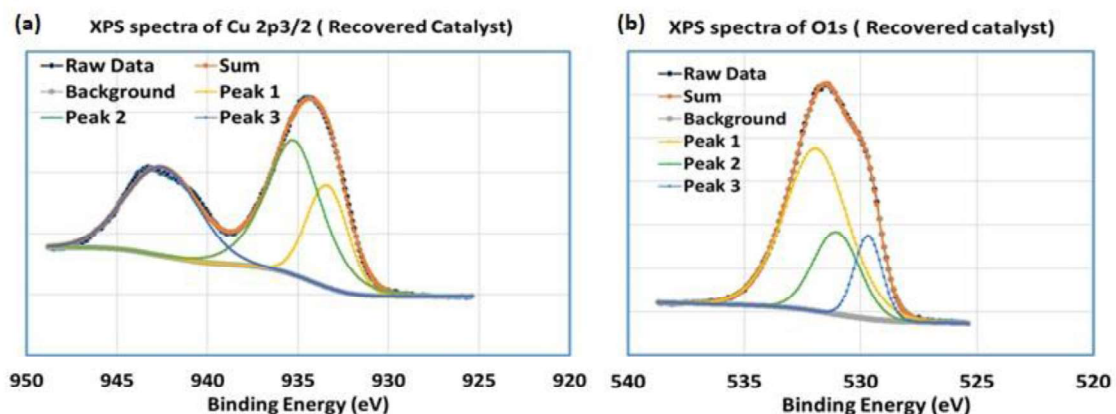 (a) XPS spectra of Cu 2p3/2 ( Recovered Catalyst)
Raw Data Sum
Background Peak 1
Peak 2 Peak 3
950 945 940 935 930 925 920
Binding Energy (eV)
(b) XPS spectra of O1s ( Recovered catalyst)
Raw Data
Sum
Background
Peak 1
Peak 2
Peak 3
540 535 530 525 520
Binding Energy (eV)